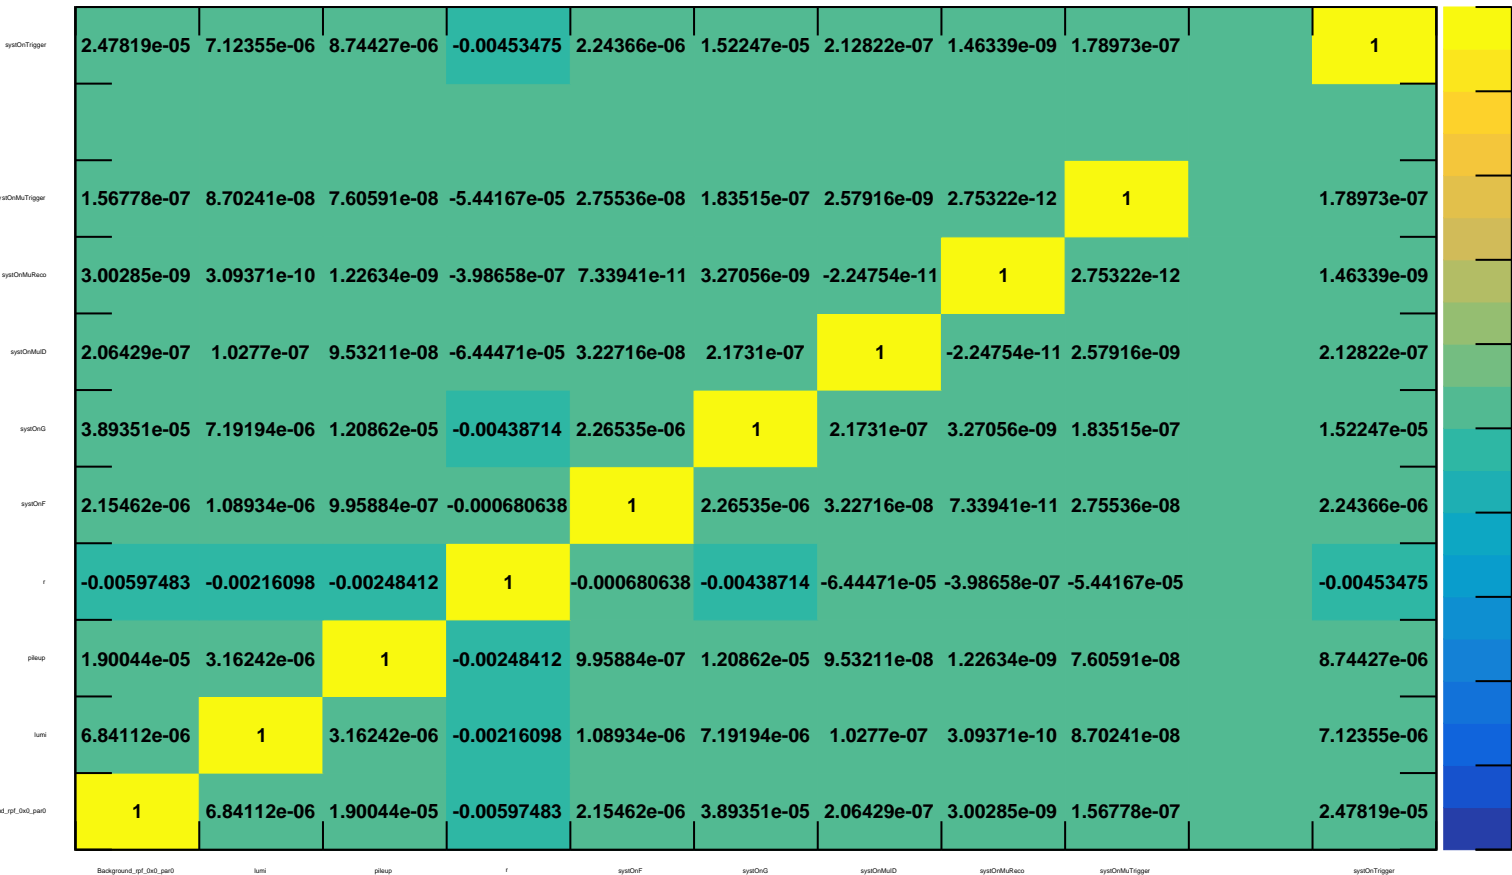 systOnTrigger 2.47819e-05 7.12355e-06 8.74427e-06 -0.00453475 2.24366e-06 1.52247e-05 2.12822e-07 1.46339e-09 1.78973e-07 1
stOnMuTrigger 1.56778e-07 8.70241e-08 7.60591e-08 -5.44167e-05 2.75536e-08 1.83515e-07 2.57916e-09 2.75322e-12 1 1.78973e-07
systOnMuReco 3.00285e-09 3.09371e-10 1.22634e-09 -3.98658e-07 7.33941e-11 3.27056e-09 -2.24754e-11 1 2.75322e-12 1.46339e-09
systOnMuID 2.06429e-07 1.0277e-07 9.53211e-08 -6.44471e-05 3.22716e-08 2.1731e-07 1 -2.24754e-11 2.57916e-09 2.12822e-07
systOnG 3.89351e-05 7.19194e-06 1.20862e-05 -0.00438714 2.26535e-06 1 2.1731e-07 3.27056e-09 1.83515e-07 1.52247e-05
systOnF 2.15462e-06 1.08934e-06 9.95884e-07 -0.000680638 1 2.26535e-06 3.22716e-08 7.33941e-11 2.75536e-08 2.24366e-06
r -0.00597483 -0.00216098 -0.00248412 1 -0.000680638 -0.00438714 -6.44471e-05 -3.98658e-07 -5.44167e-05 -0.00453475
pileup 1.90044e-05 3.16242e-06 1 -0.00248412 9.95884e-07 1.20862e-05 9.53211e-08 1.22634e-09 7.60591e-08 8.74427e-06
lumi 6.84112e-06 1 3.16242e-06 -0.00216098 1.08934e-06 7.19194e-06 1.0277e-07 3.09371e-10 8.70241e-08 7.12355e-06
d_rpf_0x0_par0 1 6.84112e-06 1.90044e-05 -0.00597483 2.15462e-06 3.89351e-05 2.06429e-07 3.00285e-09 1.56778e-07 2.47819e-05
Background_rpf_0x0_par0 lumi pileup r systOnF systOnG systOnMuID systOnMuReco systOnMuTrigger systOnTrigger